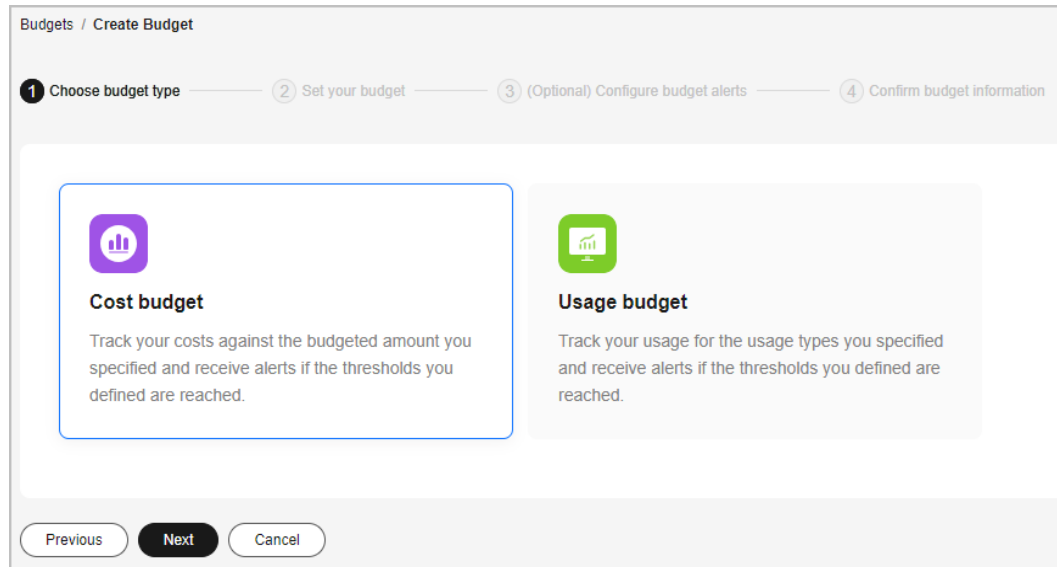 Budgets / Create Budget
1 Choose budget type 2 Set your budget 3 (Optional) Configure budget alerts 4 Confirm budget information
Cost budget
Track your costs against the budgeted amount you
specified and receive alerts if the thresholds you
defined are reached.
Usage budget
Track your usage for the usage types you specified
and receive alerts if the thresholds you defined are
reached.
Previous Next Cancel